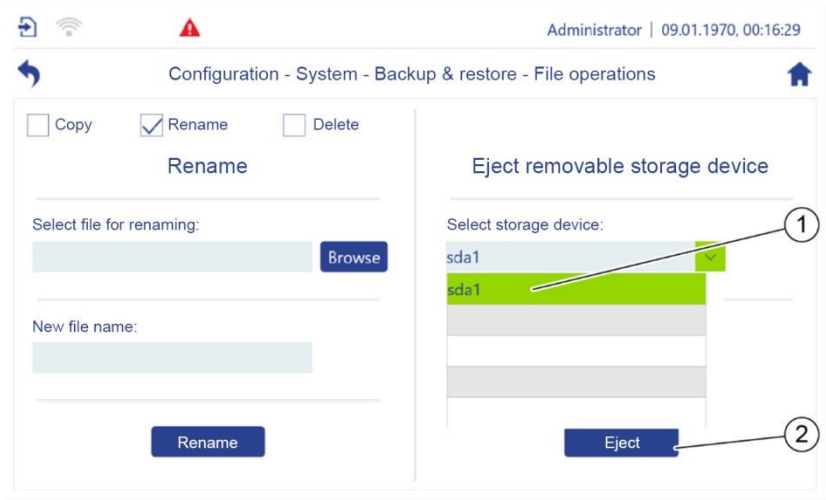 Administrator | 09.01.1970, 00:16:29
Configuration - System - Backup & restore - File operations
Copy Rename Delete
Rename
Select file for renaming:
Browse
New file name:
Rename
Eject removable storage device
Select storage device:
sda1
sda1
Eject
1
2